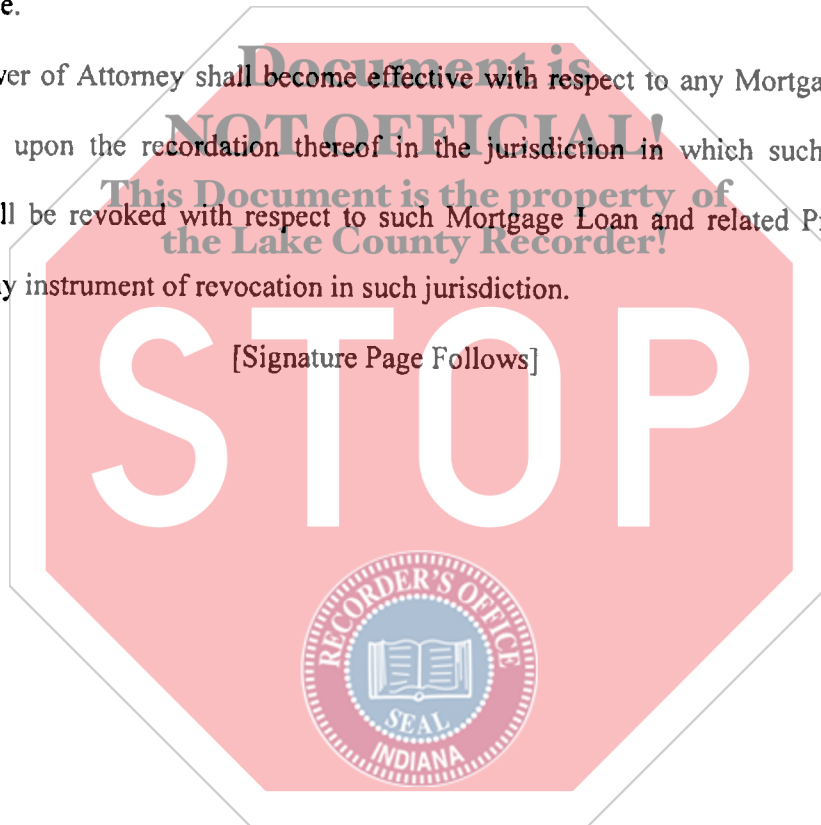 e.
Document is
ver of Attorney shall become effective with respect to any Mortga
NOT OFFICIAL!
upon the recordation thereof in the jurisdiction in which such
This Document is the property of
ll be revoked with respect to such Mortgage Loan and related P
the Lake County Recorder!
y instrument of revocation in such jurisdiction.
[Signature Page Follows]
STOP
RECORDER'S OFFICE
SEAL
INDIANA